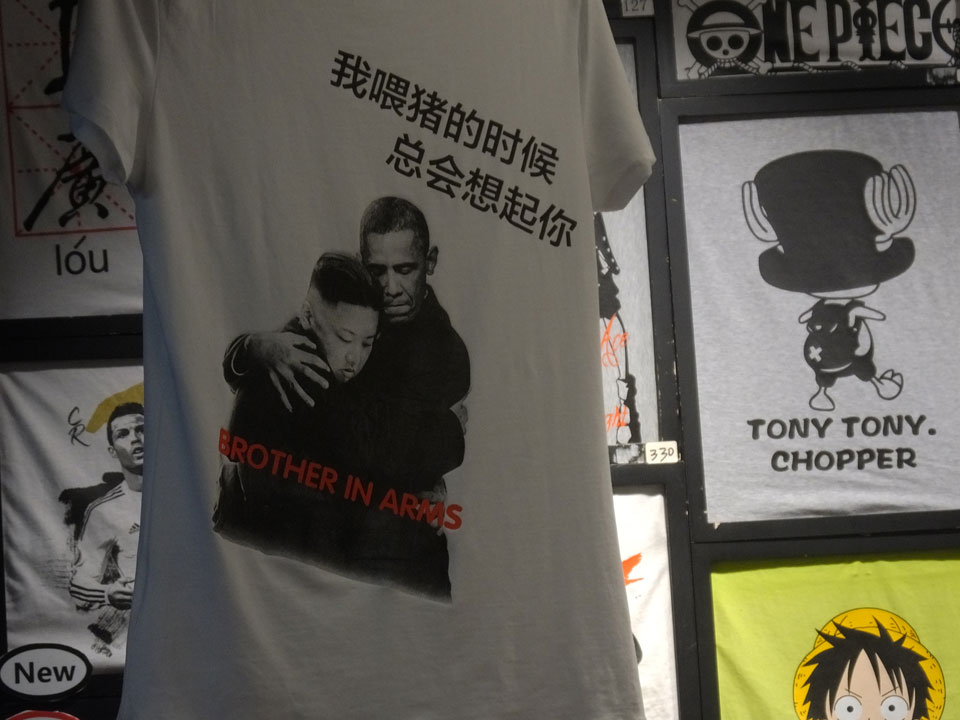 我喂猪的时候
总会想起你
BROTHER IN ARMS
127
ONE PIECE
lóu
TONY TONY.
CHOPPER
330
New